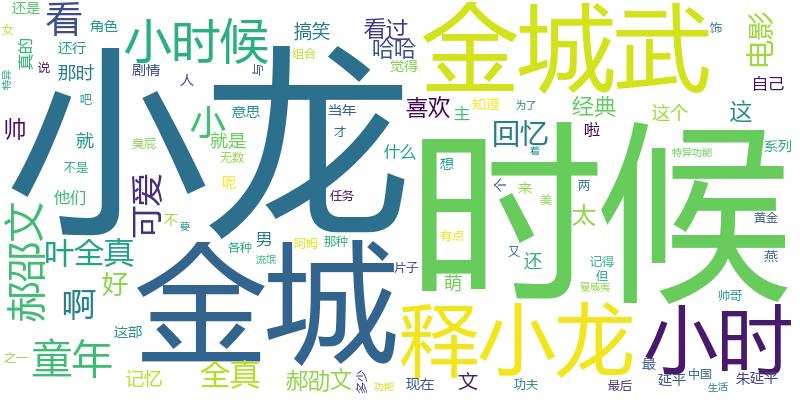 还是
看
小时候
搞笑
看过
金城武
电影
女
角色
真的
还行
哈哈
组合
饰
特异
说
那时
剧情
人
与
觉得
自己
小龙
吧
帅
就
臭屁
小
意思
就是
无数
当年
才
喜欢
知道
主
回忆
啦
经典
这个
这
时候
系列
不是
可爱
他们
不
呢
要
什么
任务
想
个
来
着
美
为了
两
太
特异功能
黄金
郝邵文
叶全真
各种
男
流氓
阿姆
那种
有点
又
还
记得
但
燕
啊
好
金城
片子
萌
夏威夷
帅哥
这部
释小龙
小时
之一
童年
记忆
全真
郝劭文
多少
功能
现在
文
功夫
最后
最
延平
中国
生活
朱延平